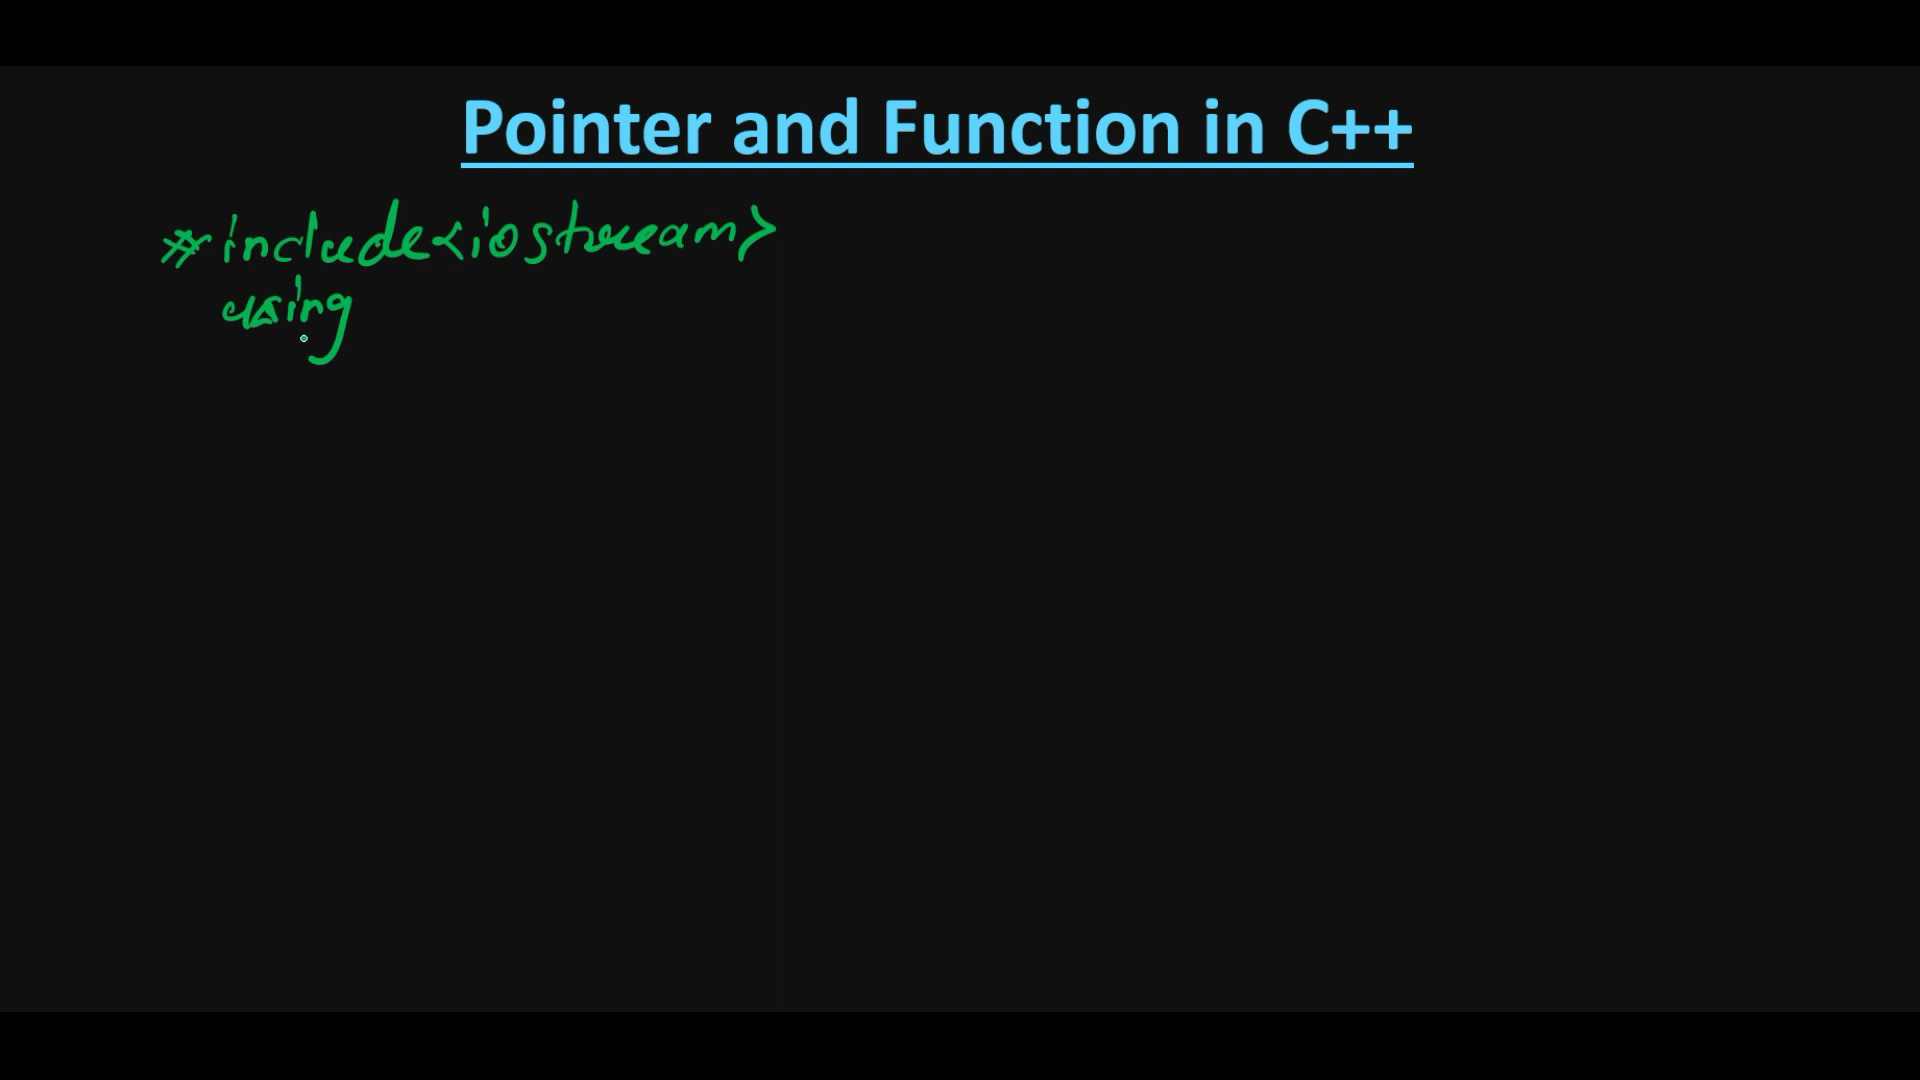 Pointer and Function in C++
#include<iostream>
using